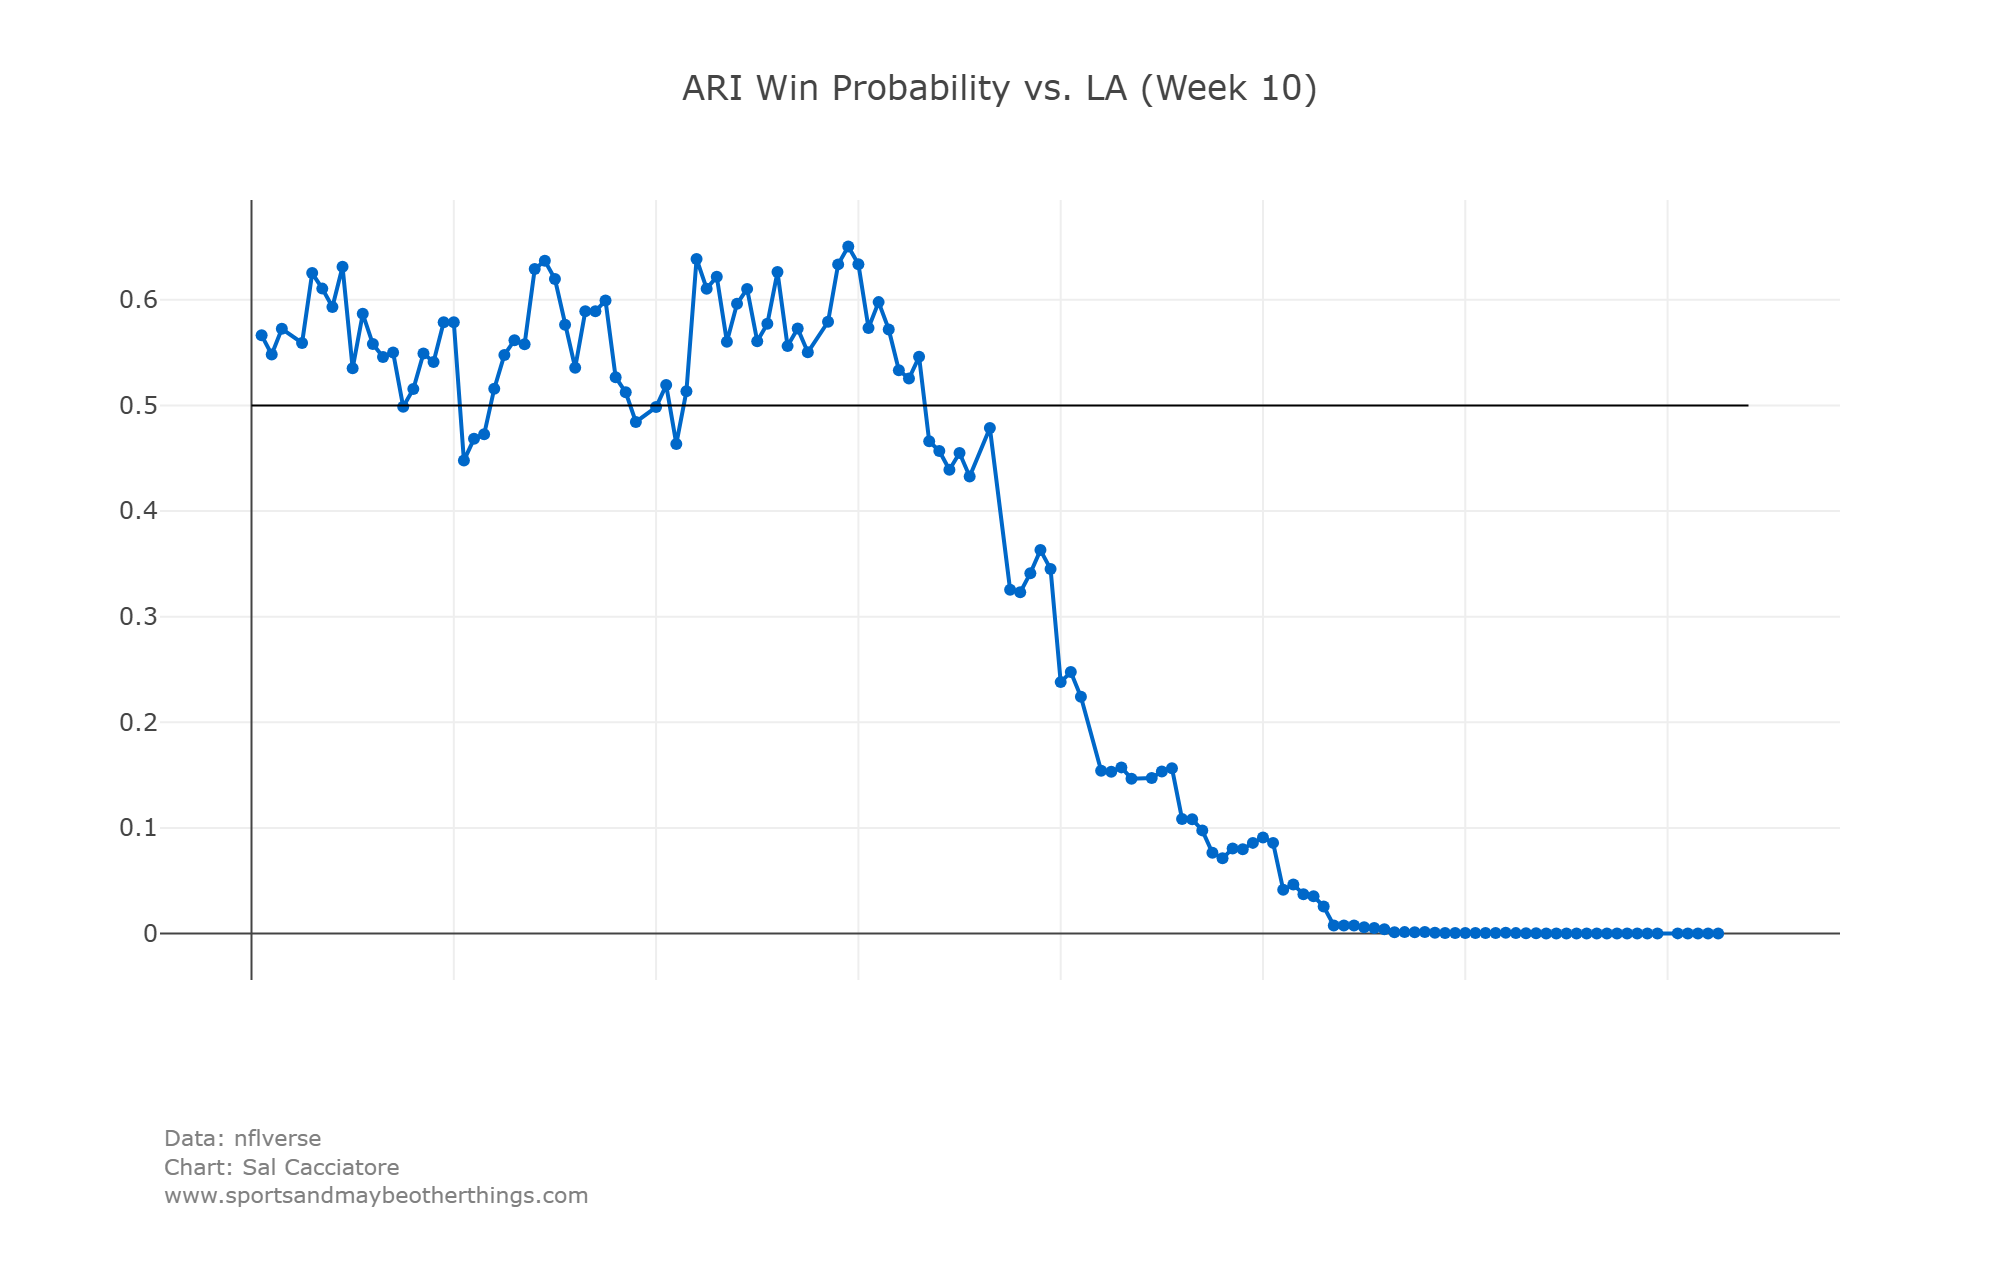 ARI Win Probability vs. LA (Week 10)
0.6
0.5
0.4
0.3
0.2
0.1
0
Data: nflverse
Chart: Sal Cacciatore
www.sportsandmaybeotherthings.com